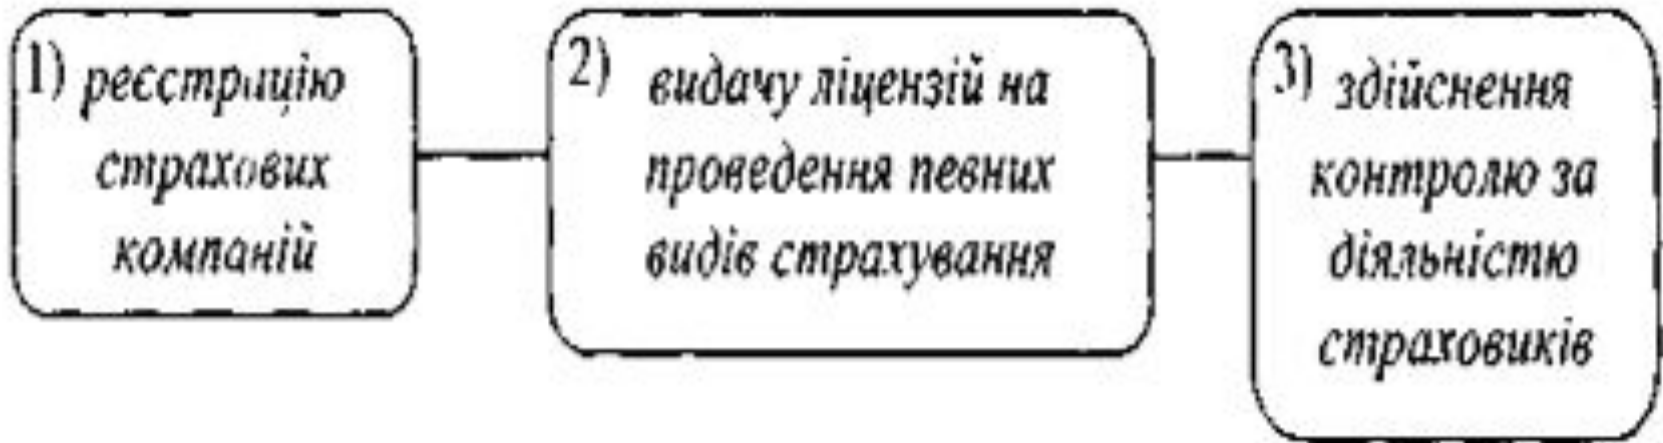 1) реєстрацію
страхових
компаній
2) видачу ліцензій на
проведення певних
видів страхування
3) здійснення
контролю за
діяльністю
страховиків